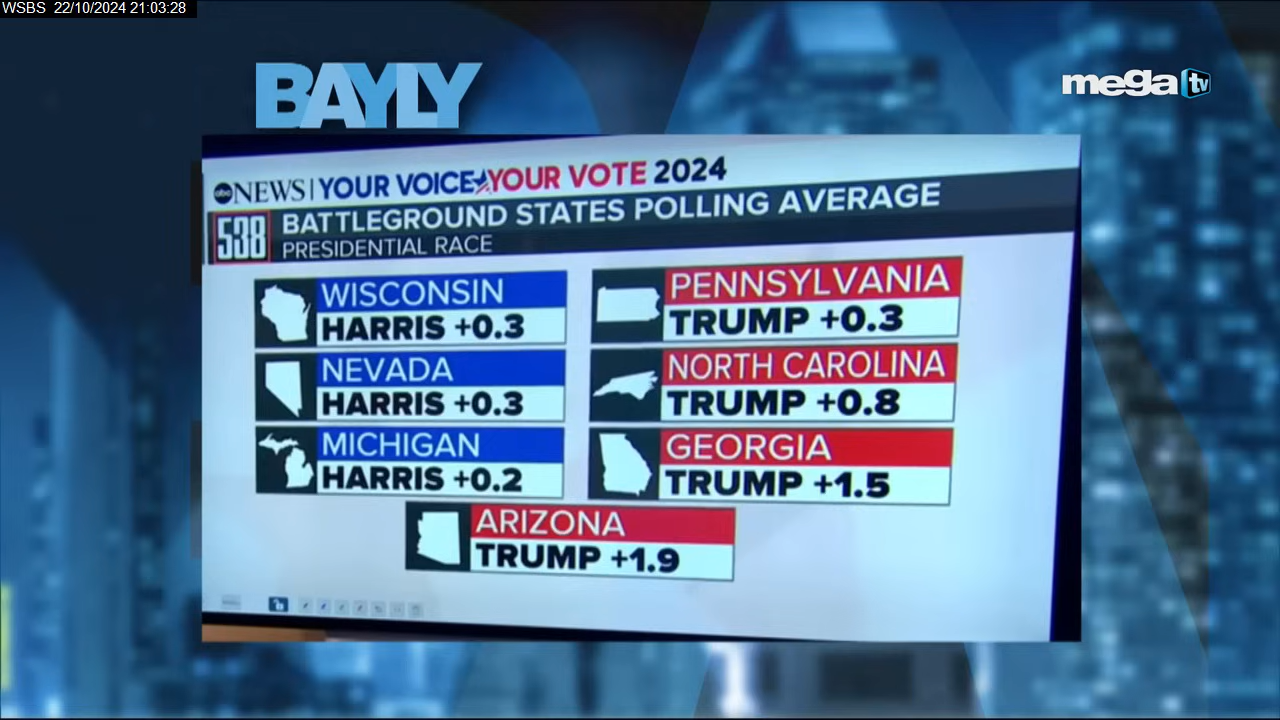 WSBS 22/10/2024 21:03:28
BAYLY
mega tv
abc NEWS | YOUR VOICE YOUR VOTE 2024
538 BATTLEGROUND STATES POLLING AVERAGE
PRESIDENTIAL RACE
WISCONSIN
HARRIS +0.3
PENNSYLVANIA
TRUMP +0.3
NEVADA
HARRIS +0.3
NORTH CAROLINA
TRUMP +0.8
MICHIGAN
HARRIS +0.2
GEORGIA
TRUMP +1.5
ARIZONA
TRUMP +1.9